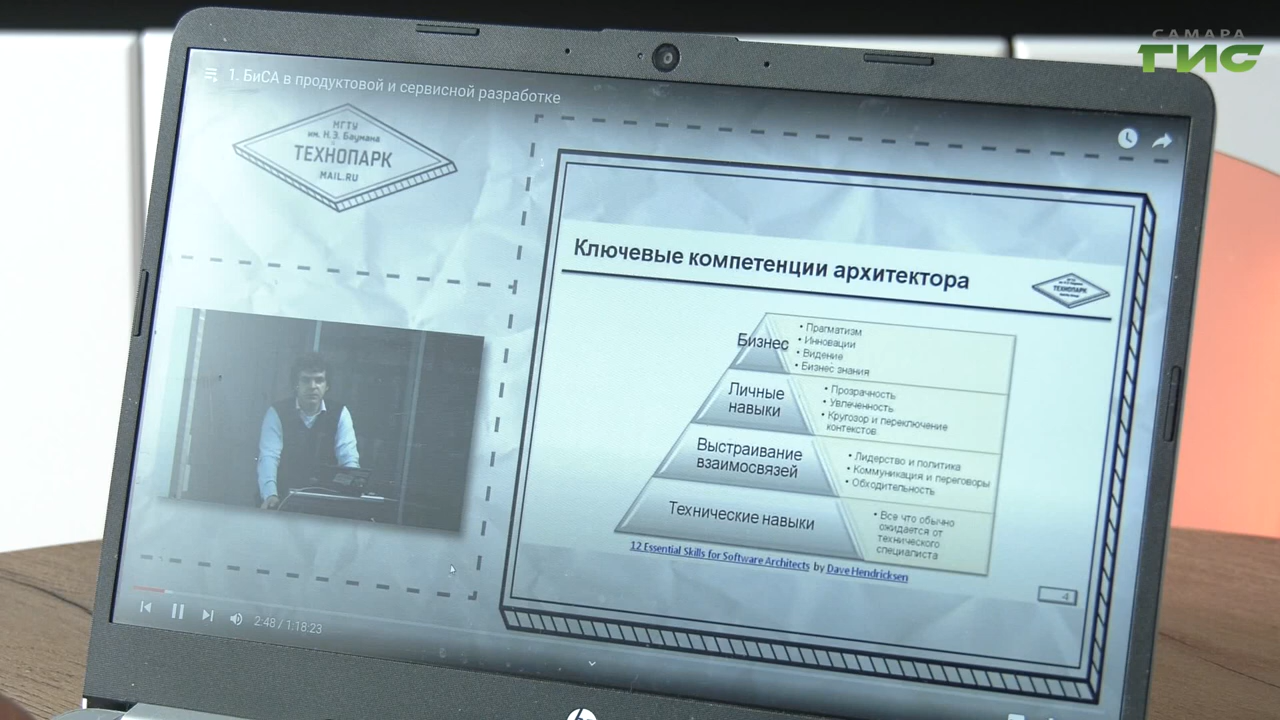 САМАРА
ГИС
1. БиСА в продуктовой и сервисной разработке
МГТУ
им. Н.Э. Баумана
ТЕХНОПАРК
MAIL.RU
Ключевые компетенции архитектора
ТЕХНОПАРК
Бизнес
• Прагматизм
• Инновации
• Видение
• Бизнес знания
Личные
навыки
• Прозрачность
• Увлеченность
• Кругозор и переключение
контекстов
Выстраивание
взаимосвязей
• Лидерство и политика
• Коммуникация и переговоры
• Обходительность
Технические навыки
• Все что обычно
ожидается от
технического
специалиста
12 Essential Skills for Software Architects by Dave Hendricksen
4
2:48 / 1:18:23
hp